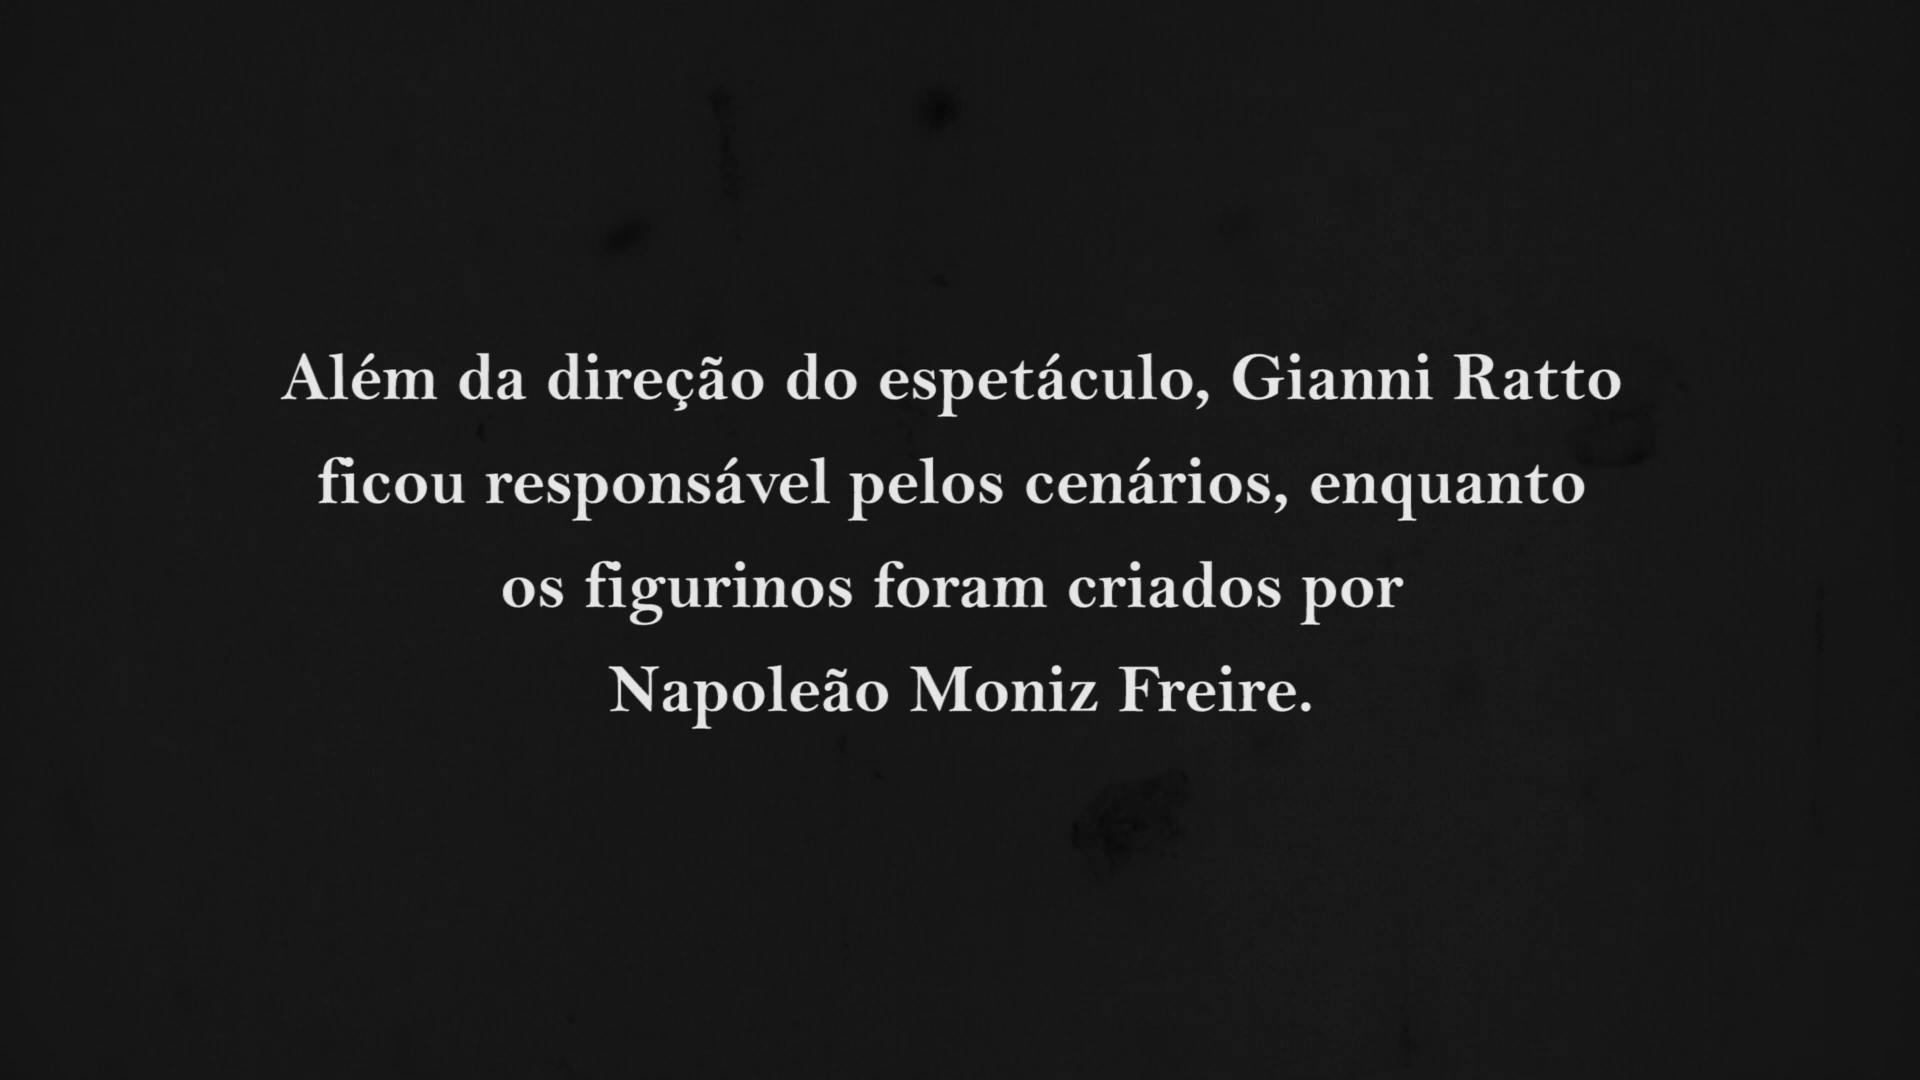 Além da direção do espetáculo, Gianni Ratto
ficou responsável pelos cenários, enquanto
os figurinos foram criados por
Napoleão Moniz Freire.